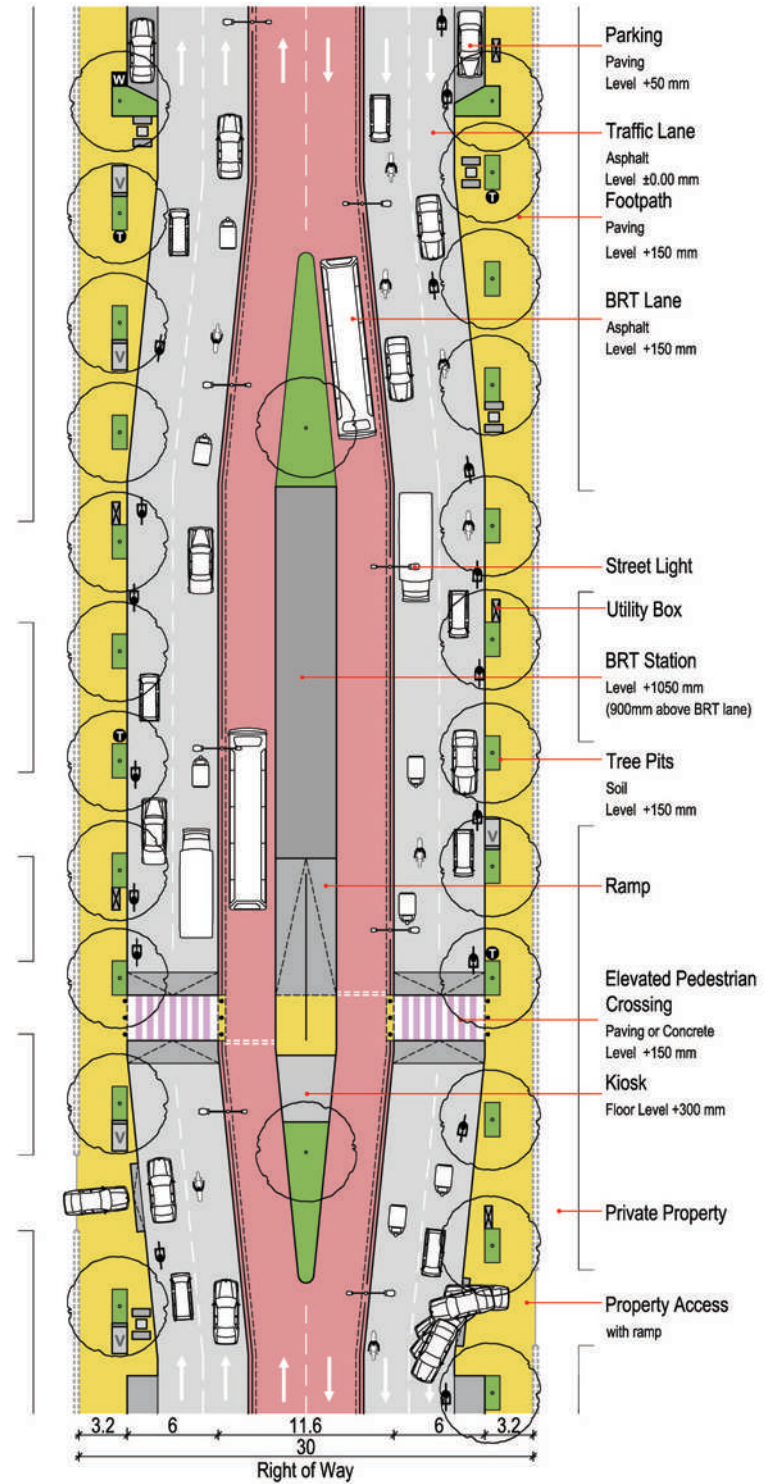 Parking
Paving
Level +50 mm
Traffic Lane
Asphalt
Level ±0.00 mm
Footpath
Paving
Level +150 mm
BRT Lane
Asphalt
Level +150 mm
Street Light
Utility Box
BRT Station
Level +1050 mm
(900mm above BRT lane)
Tree Pits
Soil
Level +150 mm
Ramp
Elevated Pedestrian
Crossing
Paving or Concrete
Level +150 mm
Kiosk
Floor Level +300 mm
Private Property
Property Access
with ramp
W
V
T
T
V
T
V
T
V
V
3.2 6 11.6 6 3.2
30
Right of Way